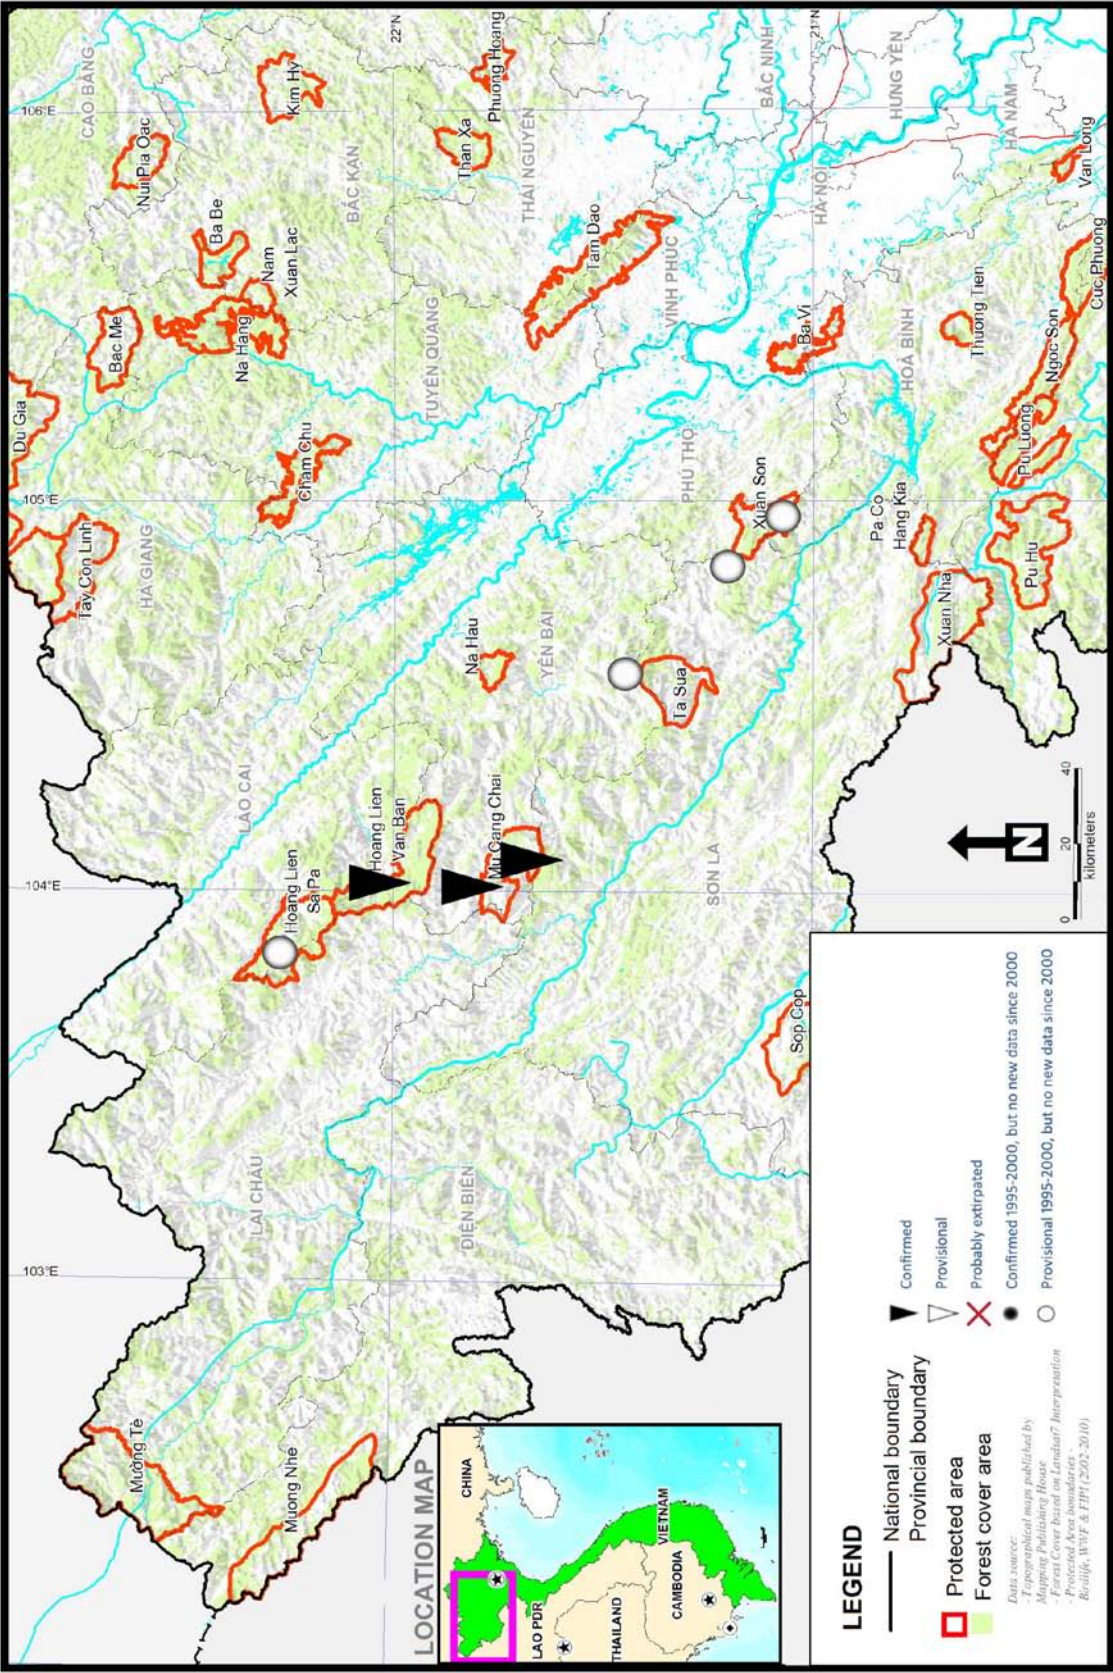 106°E
105°E
104°E
103°E
22°N
21°N
CAO BẰNG
BẮC KẠN
THÁI NGUYÊN
BẮC NINH
HƯNG YÊN
HÀ NAM
HÀ NỘI
VĨNH PHÚC
TUYÊN QUANG
HÀ GIANG
PHÚ THỌ
HOÀ BÌNH
YÊN BÁI
LÀO CAI
SƠN LA
LAI CHÂU
ĐIỆN BIÊN
Kim Hy
Phuong Hoang
Nui Pia Oac
Than Xa
Ba Be
Nam
Xuan Lac
Na Hang
Bac Me
Du Gia
Tam Dao
Van Long
Cuc Phuong
Thuong Tien
Ngoc Son
Ba Vi
Pu Luong
Cham Chu
Tay Con Linh
Xuan Son
Pa Co
Hang Kia
Pu Hu
Xuan Nha
Na Hau
Ta Sua
Hoang Lien
Van Ban
Mu Cang Chai
Hoang Lien
Sa Pa
Sop Cop
Mường Tè
Muong Nhe
N
0 20 40
kilometers
LOCATION MAP
CHINA
LAO PDR
VIETNAM
THAILAND
CAMBODIA
LEGEND
National boundary
Provincial boundary
Protected area
Forest cover area
Confirmed
Provisional
Probably extirpated
Confirmed 1995-2000, but no new data since 2000
Provisional 1995-2000, but no new data since 2000
Data source:
- Topographical maps published by
Mapping Publishing House
- Forest Cover based on Landsat7 Interpretation
- Protected Area boundaries -
Birdlife, WWF & FIPI (2002-2010)